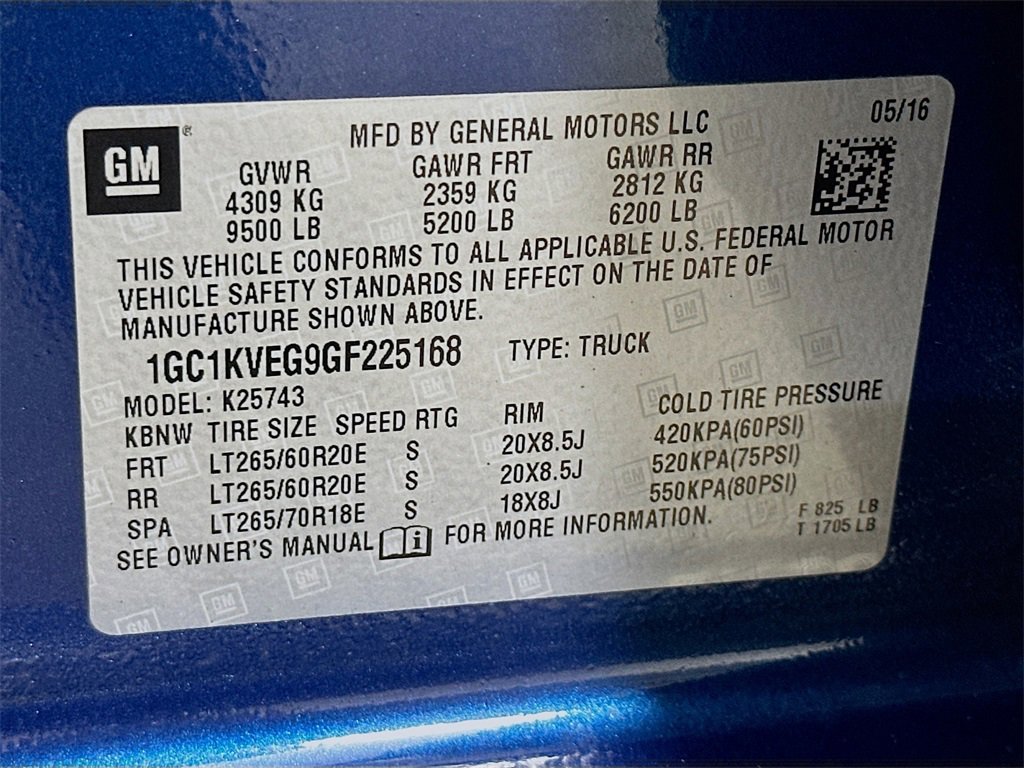 GM®
MFD BY GENERAL MOTORS LLC 05/16
GVWR GAWR FRT GAWR RR
4309 KG 2359 KG 2812 KG
9500 LB 5200 LB 6200 LB
THIS VEHICLE CONFORMS TO ALL APPLICABLE U.S. FEDERAL MOTOR
VEHICLE SAFETY STANDARDS IN EFFECT ON THE DATE OF
MANUFACTURE SHOWN ABOVE.
1GC1KVEG9GF225168 TYPE: TRUCK
MODEL: K25743
KBNW TIRE SIZE SPEED RTG RIM COLD TIRE PRESSURE
FRT LT265/60R20E S 20X8.5J 420KPA(60PSI)
RR LT265/60R20E S 20X8.5J 520KPA(75PSI)
SPA LT265/70R18E S 18X8J 550KPA(80PSI)
SEE OWNER'S MANUAL i FOR MORE INFORMATION.
F 825 LB
T 1705 LB